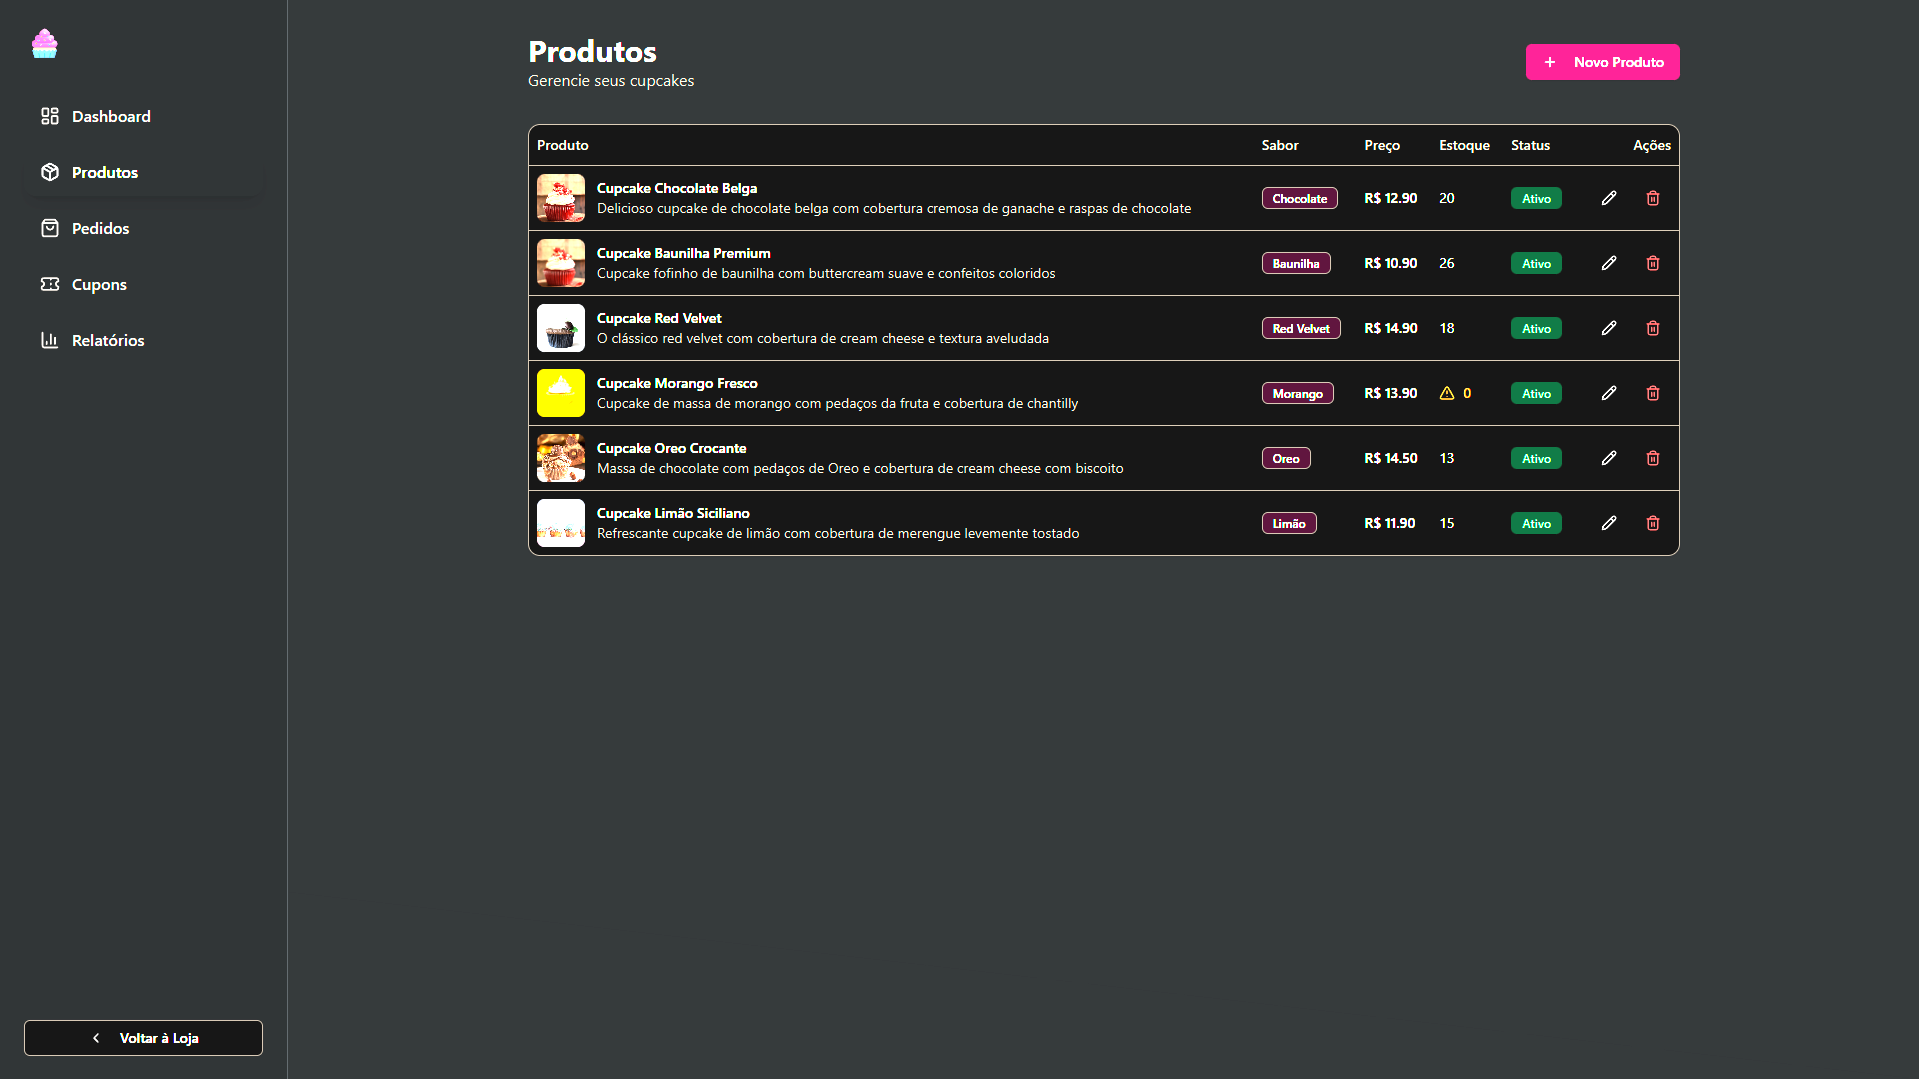 Dashboard
Produtos
Pedidos
Cupons
Relatórios
Voltar à Loja
Produtos
Gerencie seus cupcakes
Novo Produto
Produto Sabor Preço Estoque Status Ações
Cupcake Chocolate Belga
Delicioso cupcake de chocolate belga com cobertura cremosa de ganache e raspas de chocolate
Chocolate R$ 12.90 20 Ativo
Cupcake Baunilha Premium
Cupcake fofinho de baunilha com buttercream suave e confeitos coloridos
Baunilha R$ 10.90 26 Ativo
Cupcake Red Velvet
O clássico red velvet com cobertura de cream cheese e textura aveludada
Red Velvet R$ 14.90 18 Ativo
Cupcake Morango Fresco
Cupcake de massa de morango com pedaços da fruta e cobertura de chantilly
Morango R$ 13.90 0 Ativo
Cupcake Oreo Crocante
Massa de chocolate com pedaços de Oreo e cobertura de cream cheese com biscoito
Oreo R$ 14.50 13 Ativo
Cupcake Limão Siciliano
Refrescante cupcake de limão com cobertura de merengue levemente tostado
Limão R$ 11.90 15 Ativo